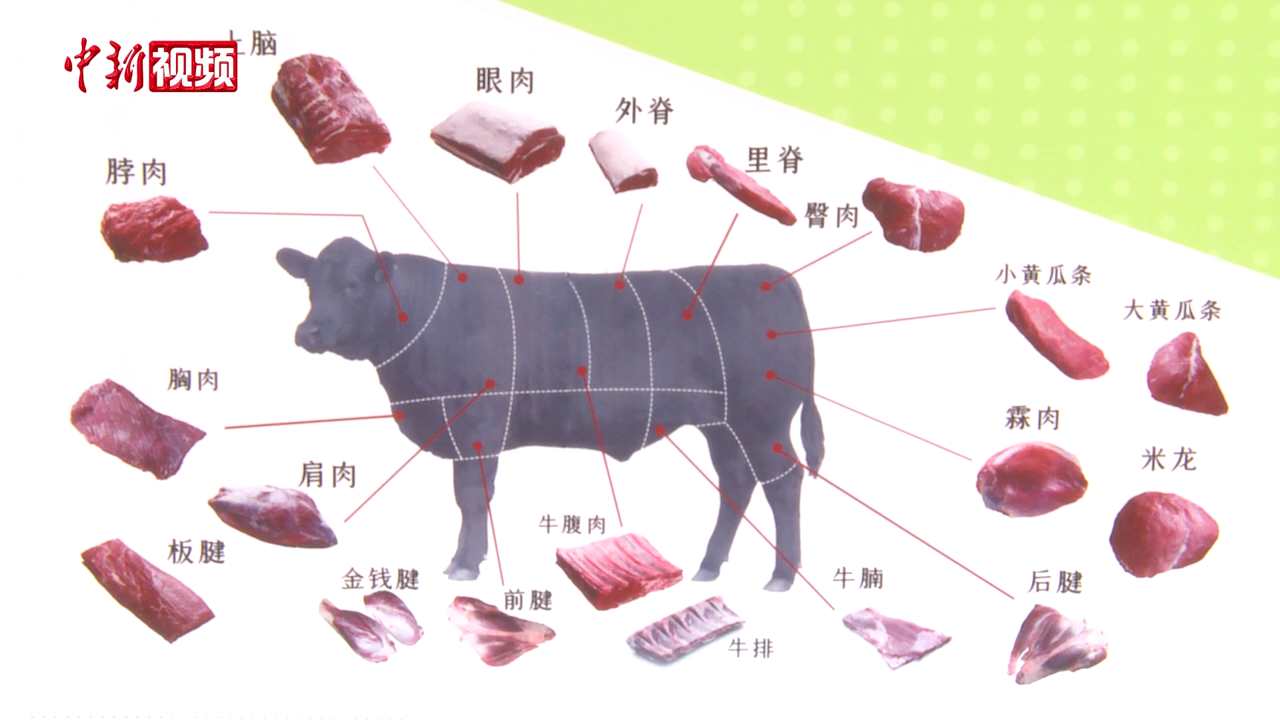 中新视频
上脑
眼肉
外脊
里脊
脖肉
臀肉
小黄瓜条
大黄瓜条
胸肉
霖肉
米龙
肩肉
牛腹肉
板腱
金钱腱
前腱
牛腩
后腱
牛排